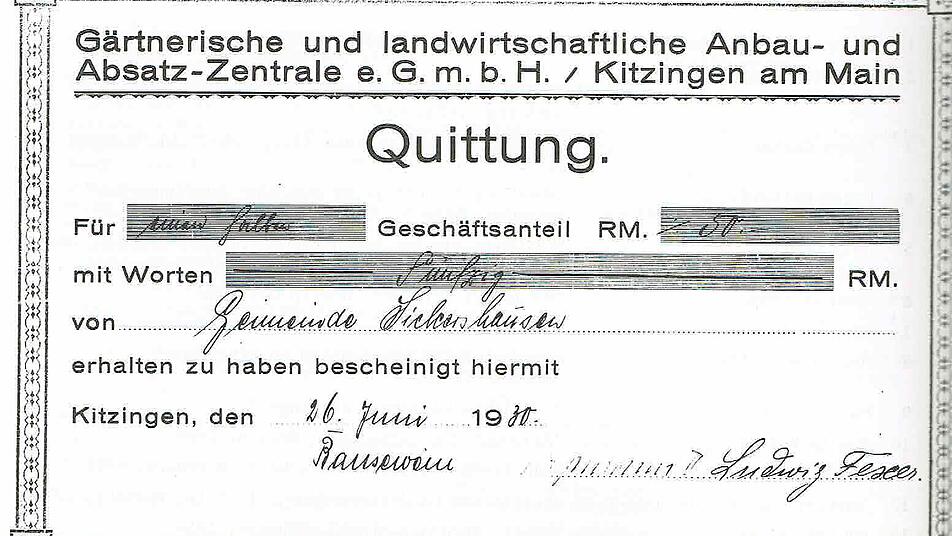 Gärtnerische und landwirtschaftliche Anbau- und
Absatz-Zentrale e. G. m. b. H. / Kitzingen am Main
Quittung.
Für einen halben Geschäftsanteil RM. 50.-
mit Worten Fünfzig RM.
von Gemeinde Sickershausen
erhalten zu haben bescheinigt hiermit
Kitzingen, den 26. Juni 1930.
Ludwig Fexer.